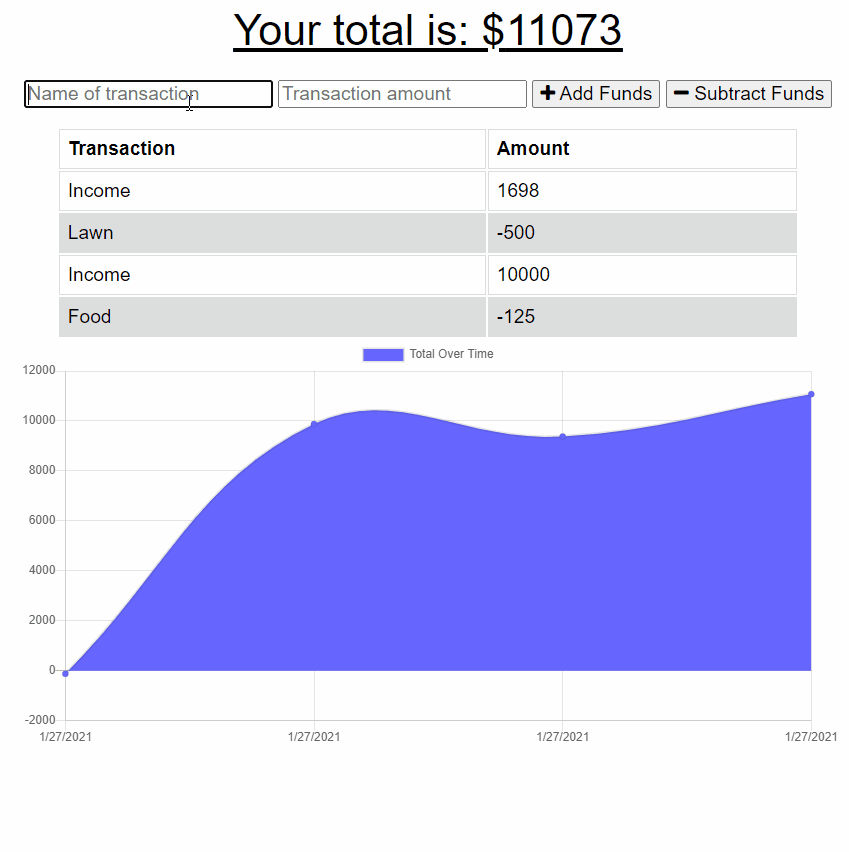 Your total is: $11073
Name of transaction Transaction amount Add Funds Subtract Funds
Transaction Amount
Income 1698
Lawn -500
Income 10000
Food -125
Total Over Time
12000
10000
8000
6000
4000
2000
0
-2000
1/27/2021 1/27/2021 1/27/2021 1/27/2021